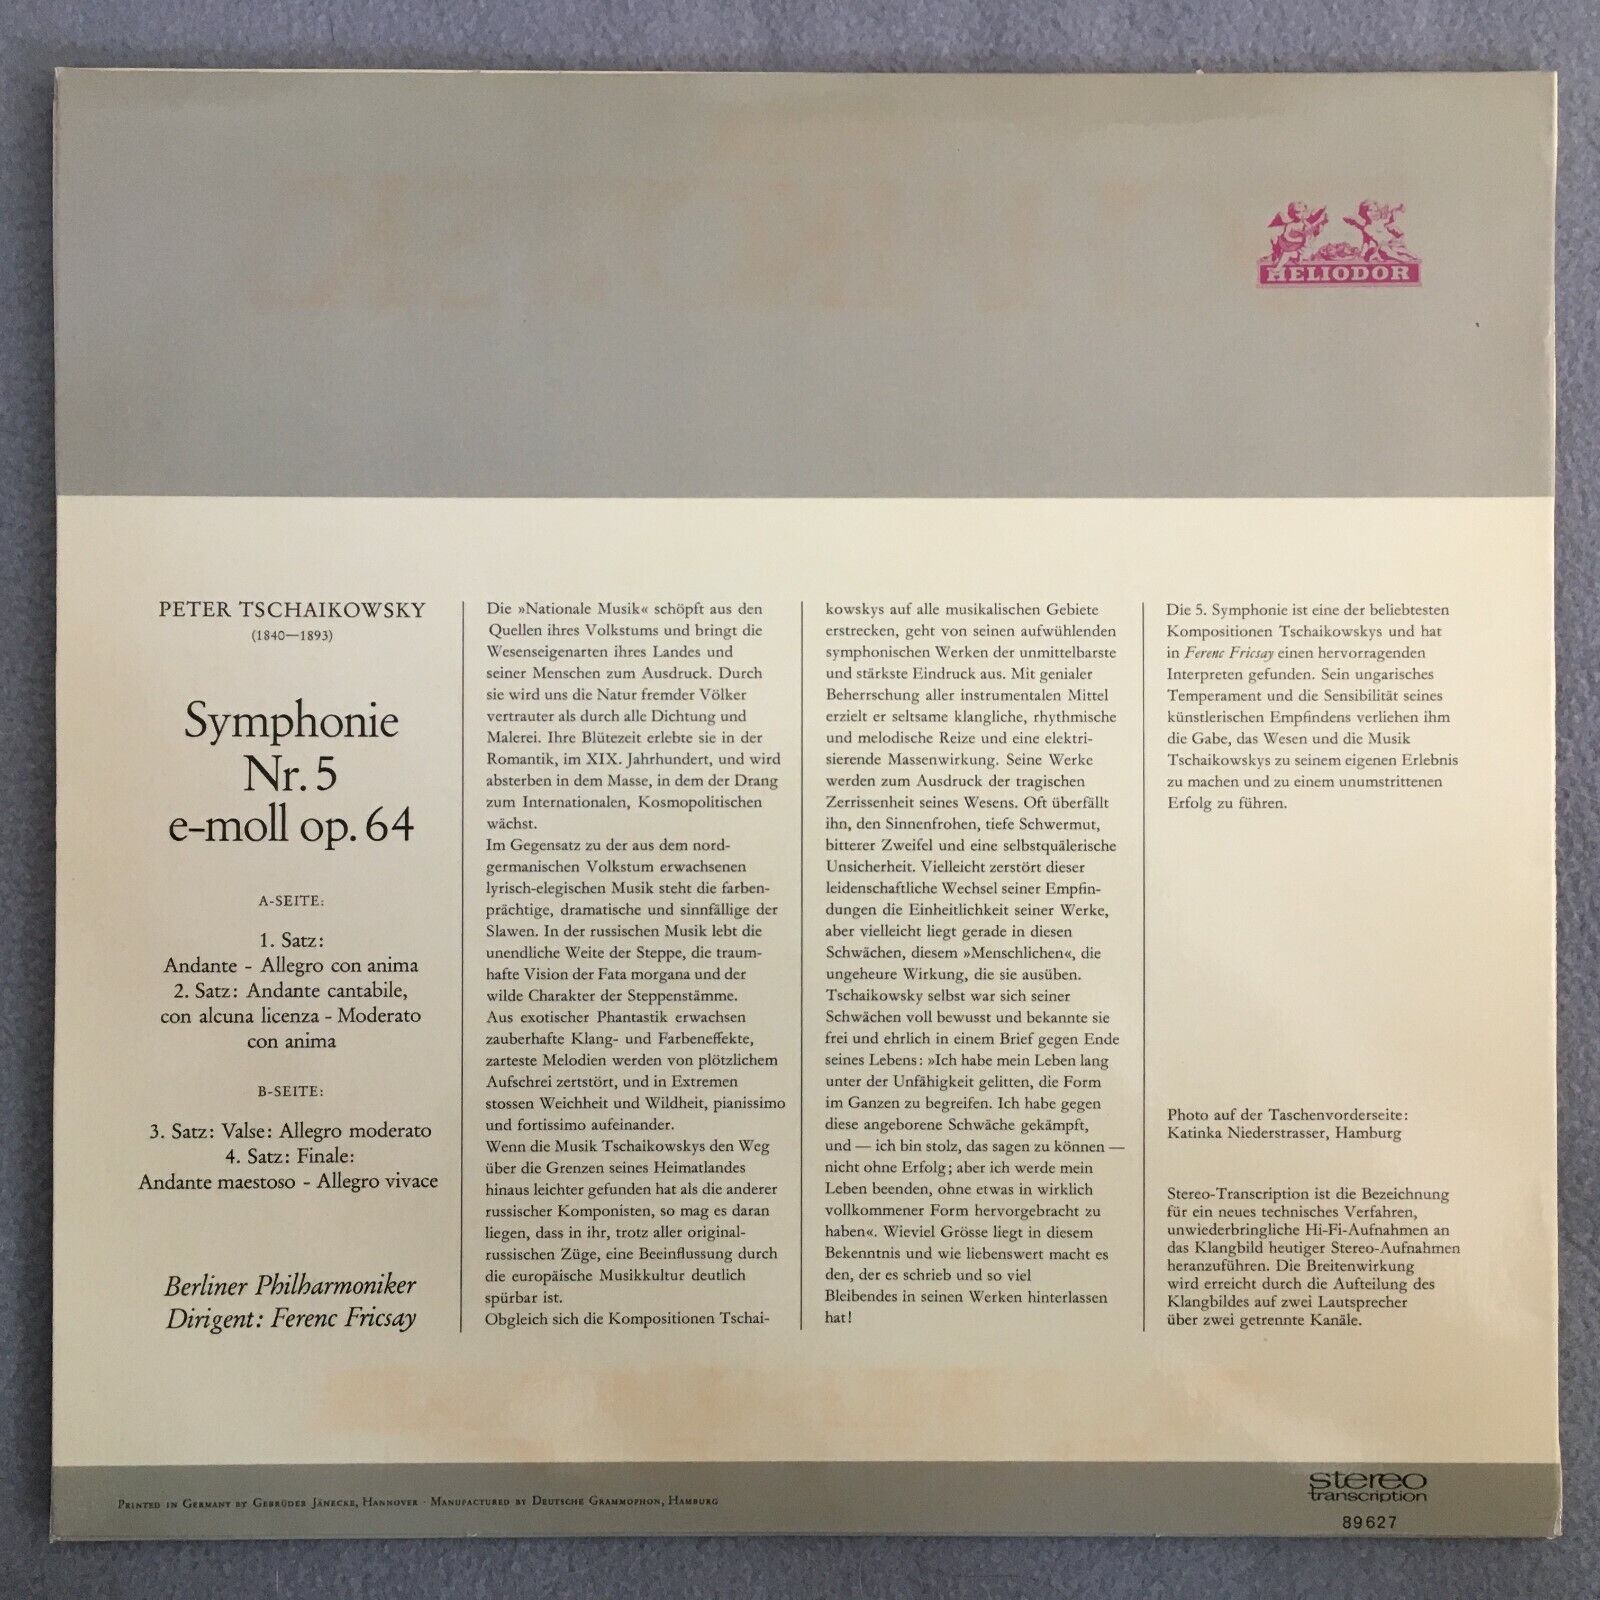 HELIODOR
PETER TSCHAIKOWSKY
(1840—1893)
Symphonie
Nr. 5
e-moll op. 64
A-SEITE:
1. Satz:
Andante - Allegro con anima
2. Satz: Andante cantabile,
con alcuna licenza - Moderato
con anima
B-SEITE:
3. Satz: Valse: Allegro moderato
4. Satz: Finale:
Andante maestoso - Allegro vivace
Berliner Philharmoniker
Dirigent: Ferenc Fricsay
Die »Nationale Musik« schöpft aus den
Quellen ihres Volkstums und bringt die
Wesenseigenarten ihres Landes und
seiner Menschen zum Ausdruck. Durch
sie wird uns die Natur fremder Völker
vertrauter als durch alle Dichtung und
Malerei. Ihre Blütezeit erlebte sie in der
Romantik, im XIX. Jahrhundert, und wird
absterben in dem Masse, in dem der Drang
zum Internationalen, Kosmopolitischen
wächst.
Im Gegensatz zu der aus dem nord-
germanischen Volkstum erwachsenen
lyrisch-elegischen Musik steht die farben-
prächtige, dramatische und sinnfällige der
Slawen. In der russischen Musik lebt die
unendliche Weite der Steppe, die traum-
hafte Vision der Fata morgana und der
wilde Charakter der Steppenstämme.
Aus exotischer Phantastik erwachsen
zauberhafte Klang- und Farbeneffekte,
zarteste Melodien werden von plötzlichem
Aufschrei zertstört, und in Extremen
stossen Weichheit und Wildheit, pianissimo
und fortissimo aufeinander.
Wenn die Musik Tschaikowskys den Weg
über die Grenzen seines Heimatlandes
hinaus leichter gefunden hat als die anderer
russischer Komponisten, so mag es daran
liegen, dass in ihr, trotz aller original-
russischen Züge, eine Beeinflussung durch
die europäische Musikkultur deutlich
spürbar ist.
Obgleich sich die Kompositionen Tschai-
kowskys auf alle musikalischen Gebiete
erstrecken, geht von seinen aufwühlenden
symphonischen Werken der unmittelbarste
und stärkste Eindruck aus. Mit genialer
Beherrschung aller instrumentalen Mittel
erzielt er seltsame klangliche, rhythmische
und melodische Reize und eine elektri-
sierende Massenwirkung. Seine Werke
werden zum Ausdruck der tragischen
Zerrissenheit seines Wesens. Oft überfällt
ihn, den Sinnenfrohen, tiefe Schwermut,
bitterer Zweifel und eine selbstquälerische
Unsicherheit. Vielleicht zerstört dieser
leidenschaftliche Wechsel seiner Empfin-
dungen die Einheitlichkeit seiner Werke,
aber vielleicht liegt gerade in diesen
Schwächen, diesem »Menschlichen«, die
ungeheure Wirkung, die sie ausüben.
Tschaikowsky selbst war sich seiner
Schwächen voll bewusst und bekannte sie
frei und ehrlich in einem Brief gegen Ende
seines Lebens: »Ich habe mein Leben lang
unter der Unfähigkeit gelitten, die Form
im Ganzen zu begreifen. Ich habe gegen
diese angeborene Schwäche gekämpft,
und — ich bin stolz, das sagen zu können —
nicht ohne Erfolg; aber ich werde mein
Leben beenden, ohne etwas in wirklich
vollkommener Form hervorgebracht zu
haben«. Wieviel Grösse liegt in diesem
Bekenntnis und wie liebenswert macht es
den, der es schrieb und so viel
Bleibendes in seinen Werken hinterlassen
hat!
Die 5. Symphonie ist eine der beliebtesten
Kompositionen Tschaikowskys und hat
in Ferenc Fricsay einen hervorragenden
Interpreten gefunden. Sein ungarisches
Temperament und die Sensibilität seines
künstlerischen Empfindens verliehen ihm
die Gabe, das Wesen und die Musik
Tschaikowskys zu seinem eigenen Erlebnis
zu machen und zu einem unumstrittenen
Erfolg zu führen.
Photo auf der Taschenvorderseite:
Katinka Niederstrasser, Hamburg
Stereo-Transcription ist die Bezeichnung
für ein neues technisches Verfahren,
unwiederbringliche Hi-Fi-Aufnahmen an
das Klangbild heutiger Stereo-Aufnahmen
heranzuführen. Die Breitenwirkung
wird erreicht durch die Aufteilung des
Klangbildes auf zwei Lautsprecher
über zwei getrennte Kanäle.
PRINTED IN GERMANY BY GEBRÜDER JÄNECKE, HANNOVER · MANUFACTURED BY DEUTSCHE GRAMMOPHON, HAMBURG
stereo
transcription
89627